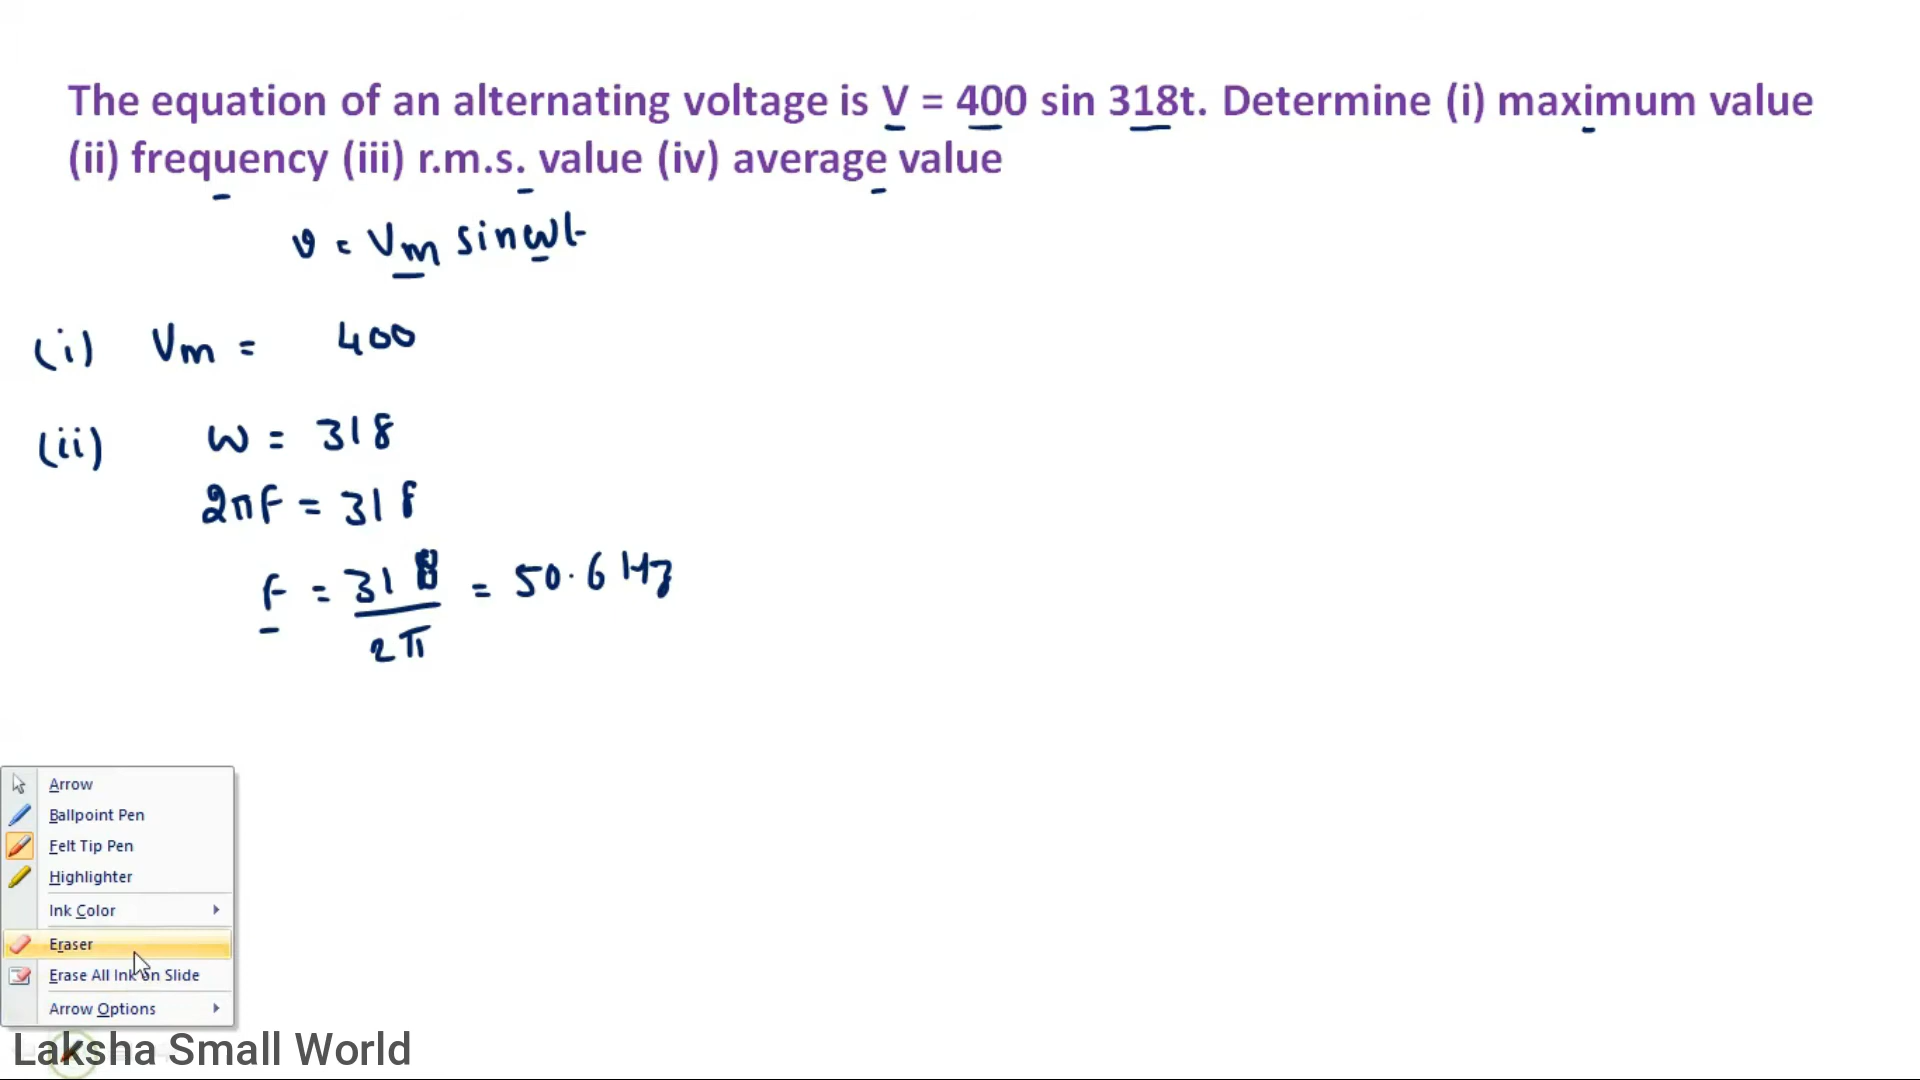 The equation of an alternating voltage is V = 400 sin 318t. Determine (i) maximum value
(ii) frequency (iii) r.m.s. value (iv) average value
v = Vm sinωt
(i) Vm = 400
(ii) ω = 318
2πF = 318
F = 318 / 2π = 50.6 Hz
Arrow
Ballpoint Pen
Felt Tip Pen
Highlighter
Ink Color
Eraser
Erase All Ink on Slide
Arrow Options
Laksha Small World